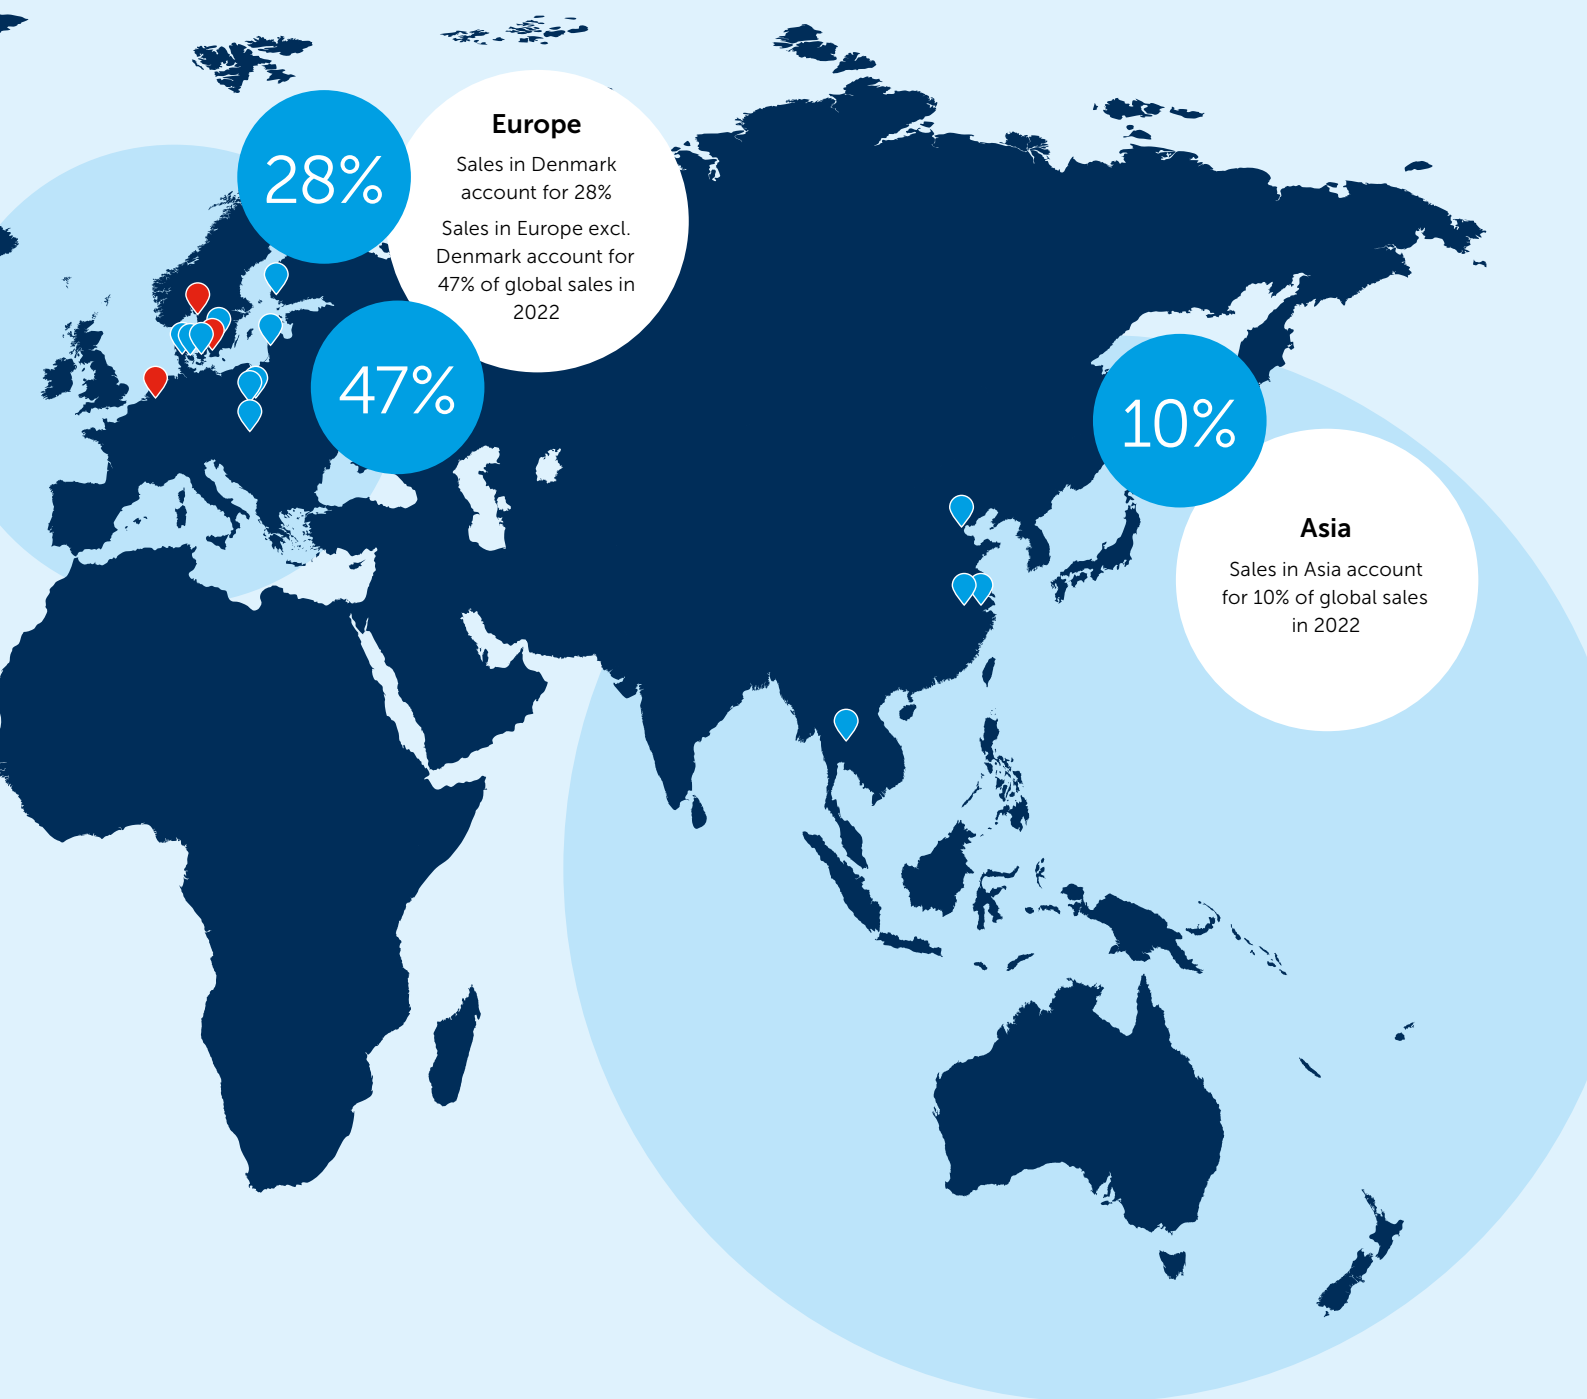 28%
Europe
Sales in Denmark
account for 28%
Sales in Europe excl.
Denmark account for
47% of global sales in
2022
47%
10%
Asia
Sales in Asia account
for 10% of global sales
in 2022